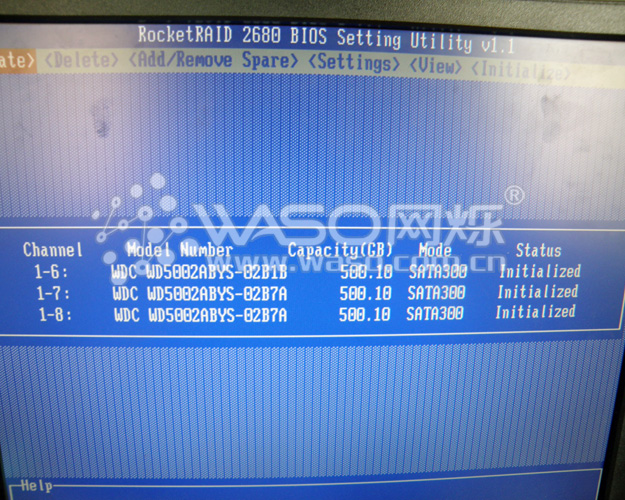 RocketRAID 2680 BIOS Setting Utility v1.1
ate> <Delete> <Add/Remove Spare> <Settings> <View> <Initialize>
WASO网烁®
Channel Model Number Capacity(GB) Mode Status
www.waso.com.cn
1-6: WDC WD5002ABYS-02B1B 500.10 SATA300 Initialized
1-7: WDC WD5002ABYS-02B7A 500.10 SATA300 Initialized
1-8: WDC WD5002ABYS-02B7A 500.10 SATA300 Initialized
Help